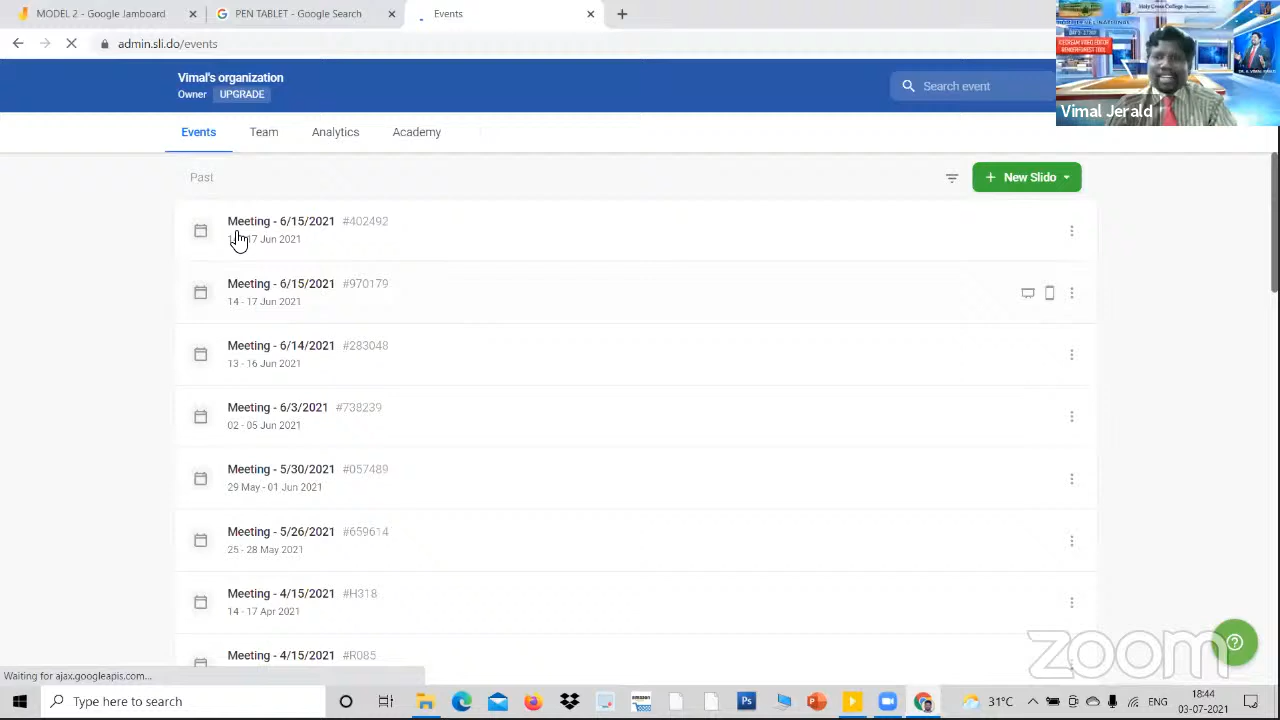 MODEL 2 - Google Jamboard
admin.sli.do/events
Vimal's organization
Owner UPGRADE
Search event
Vimal Jerald
Events Team Analytics Academy
Past
New Slido
Meeting - 6/15/2021 #402492
17 Jun 2021
Meeting - 6/15/2021 #970179
14 - 17 Jun 2021
Meeting - 6/14/2021 #283048
13 - 16 Jun 2021
Meeting - 6/3/2021 #738239
02 - 05 Jun 2021
Meeting - 5/30/2021 #057489
29 May - 01 Jun 2021
Meeting - 5/26/2021 #659614
25 - 28 May 2021
Meeting - 4/15/2021 #H318
14 - 17 Apr 2021
Meeting - 4/15/2021 #R085
zoom
Waiting for ajax.googleapis.com...
Type here to search
amazon
Ps
31°C
ENG
18:44
03-07-2021